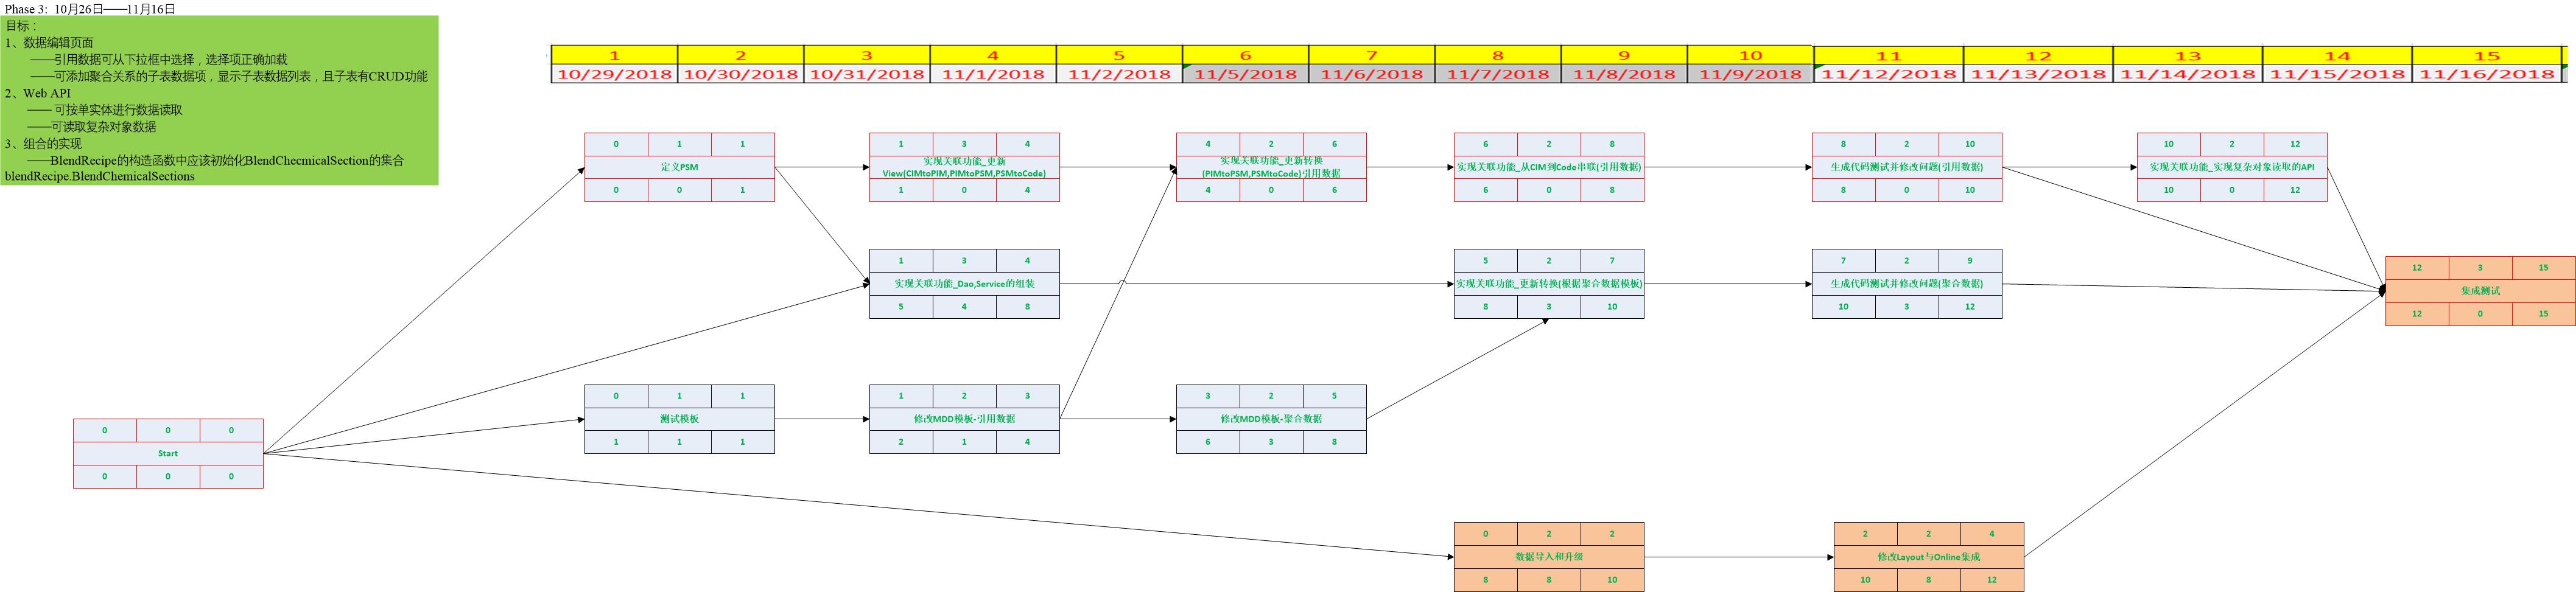 Phase 3:  10月26日——11月16日
目标：
1、数据编辑页面
——引用数据可从下拉框中选择，选择项正确加载
——可添加聚合关系的子表数据项，显示子表数据列表，且子表有CRUD功能
2、Web API
—— 可按单实体进行数据读取
——可读取复杂对象数据
3、组合的实现
——BlendRecipe的构造函数中应该初始化BlendChecmicalSection的集合
blendRecipe.BlendChemicalSections
1 2 3 4 5 6 7 8 9 10 11 12 13 14 15
10/29/2018 10/30/2018 10/31/2018 11/1/2018 11/2/2018 11/5/2018 11/6/2018 11/7/2018 11/8/2018 11/9/2018 11/12/2018 11/13/2018 11/14/2018 11/15/2018 11/16/2018
0 1 1
定义PSM
0 0 1
1 3 4
实现关联功能_更新
View(CIMtoPIM,PIMtoPSM,PSMtoCode)
1 0 4
4 2 6
实现关联功能_更新转换
(PIMtoPSM,PSMtoCode)引用数据
4 0 6
6 2 8
实现关联功能_从CIM到Code串联(引用数据)
6 0 8
8 2 10
生成代码测试并修改问题(引用数据)
8 0 10
10 2 12
实现关联功能_实现复杂对象读取的API
10 0 12
1 3 4
实现关联功能_Dao,Service的组装
5 4 8
5 2 7
实现关联功能_更新转换(根据聚合数据模板)
8 3 10
7 2 9
生成代码测试并修改问题(聚合数据)
10 3 12
12 3 15
集成测试
12 0 15
0 1 1
测试模板
1 1 1
1 2 3
修改MDD模板-引用数据
2 1 4
3 2 5
修改MDD模板-聚合数据
6 3 8
0 0 0
Start
0 0 0
0 2 2
数据导入和升级
8 8 10
2 2 4
修改Layout与Online集成
10 8 12